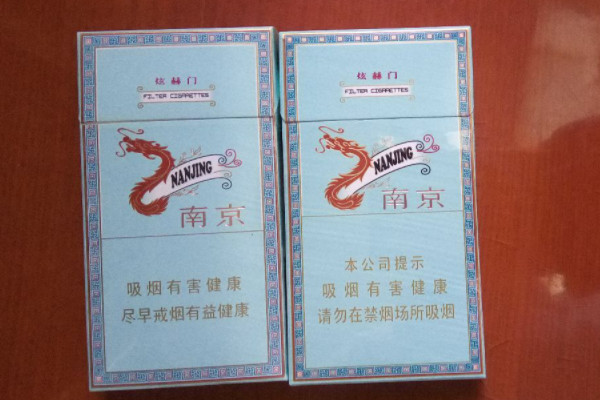 炫赫门
FILTER CIGARETTES
NANJING
南京
吸烟有害健康
尽早戒烟有益健康
炫赫门
FILTER CIGARETTES
NANJING
南京
本公司提示
吸烟有害健康
请勿在禁烟场所吸烟